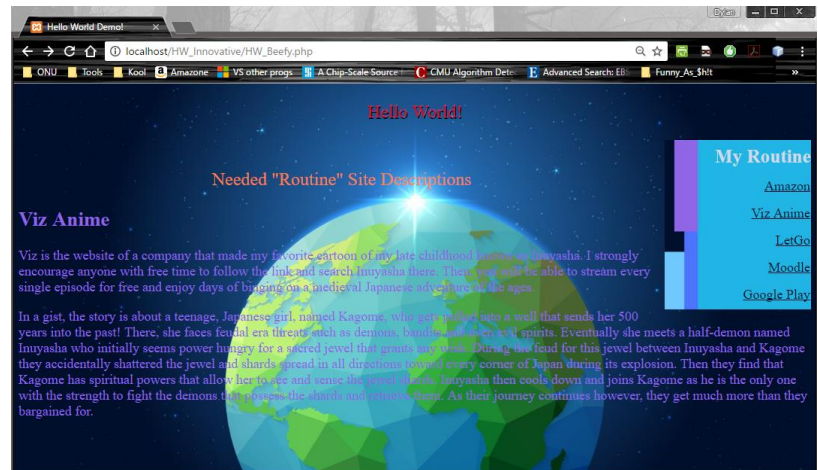 Dylan
Hello World Demo!
localhost/HW_Innovative/HW_Beefy.php
ONU Tools Kool Amazone VS other progs A Chip-Scale Source CMU Algorithm Dete Advanced Search: EB Funny_As_$h!t »
Hello World!
My Routine
Amazon
Viz Anime
LetGo
Moodle
Google Play
Needed "Routine" Site Descriptions
Viz Anime
Viz is the website of a company that made my favorite cartoon of my late childhood Inuyasha. I strongly
encourage anyone with free time to follow the link and search Inuyasha there. Then you will be able to stream every
single episode for free and enjoy days of binging on a medieval Japanese adventure of the ages.
In a gist, the story is about a teenage, Japanese girl, named Kagome, who gets into a well that sends her 500
years into the past! There, she faces feudal era threats such as demons, bandits evil spirits. Eventually she meets a half-demon named
Inuyasha who initially seems power hungry for a sacred jewel that grants any wish. During the feud for this jewel between Inuyasha and Kagome
they accidentally shattered the jewel and shards spread in all directions toward every corner of Japan during its explosion. Then they find that
Kagome has spiritual powers that allow her to see and sense the jewel shards. Inuyasha then cools down and joins Kagome as he is the only one
with the strength to fight the demons that possess the shards and retrieve them. As their journey continues however, they get much more than they
bargained for.